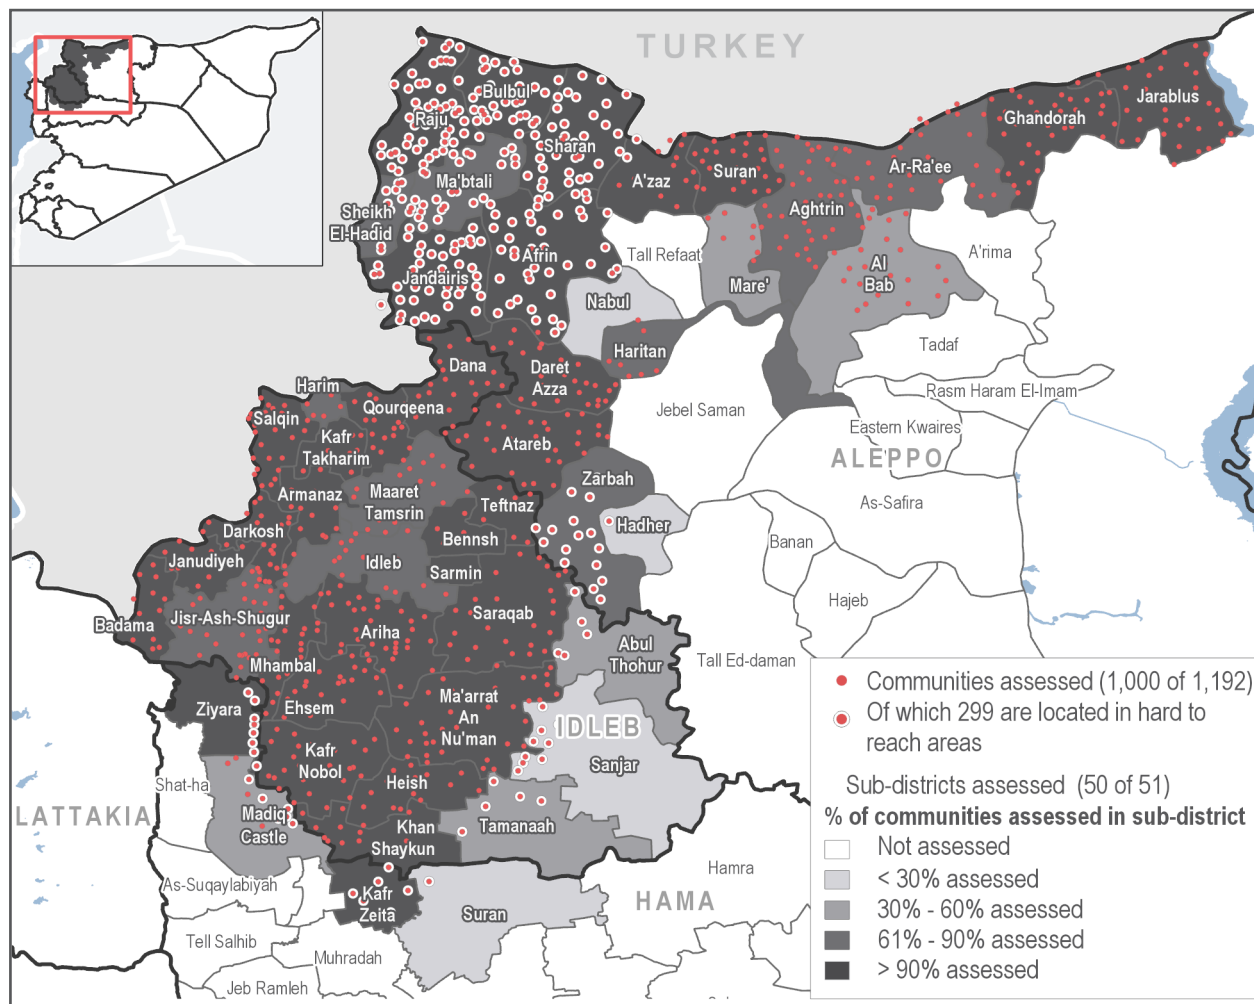 TURKEY
Jarablus
Bulbul
Ghandorah
Raju
Sharan
A'zaz
Suran
Ar-Ra'ee
Ma'btali
Aghtrin
Sheikh
El-Hadid
Afrin
Tall Refaat
A'rima
Al
Bab
Jandairis
Mare'
Nabul
Tadaf
Haritan
Dana
Daret
Azza
Harim
Rasm Haram El-Imam
Qourqeena
Jebel Saman
Salqin
Kafr
Takharim
Eastern Kwaires
Atareb
ALEPPO
Zarbah
Armanaz
Maaret
Tamsrin
Teftnaz
As-Safira
Hadher
Darkosh
Bennsh
Banan
Janudiyeh
Idleb
Sarmin
Hajeb
Saraqab
Jisr-Ash-Shugur
Badama
Ariha
Abul
Thohur
Tall Ed-daman
Mhambal
Ziyara
Ehsem
Ma'arrat
An
Nu'man
IDLEB
Kafr
Nobol
Sanjar
Shat-ha
Heish
LATTAKIA
Madiq
Castle
Khan
Shaykun
Tamanaah
Hamra
As-Suqaylabiyah
Kafr
Zeita
Suran
HAMA
Tell Salhib
Muhradah
Jeb Ramleh
Communities assessed (1,000 of 1,192)
Of which 299 are located in hard to
reach areas
Sub-districts assessed (50 of 51)
% of communities assessed in sub-district
Not assessed
< 30% assessed
30% - 60% assessed
61% - 90% assessed
> 90% assessed